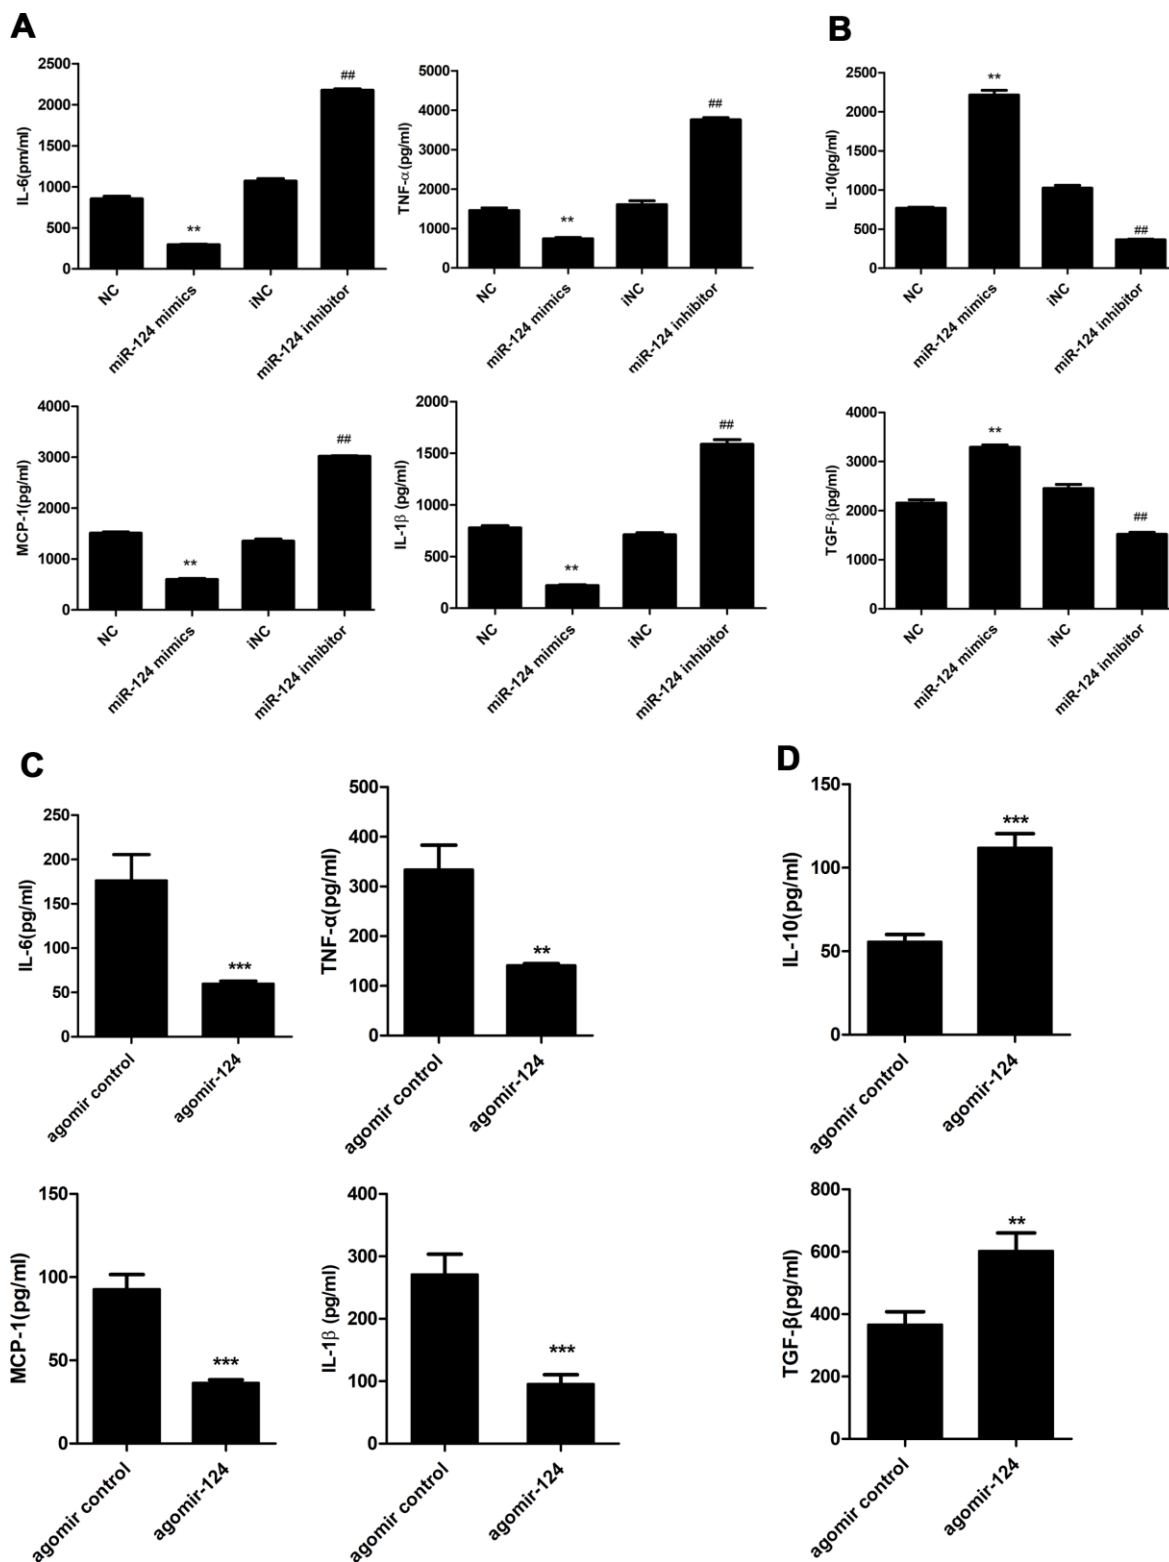 A
B
IL-6(pm/ml)
2500
2000
1500
1000
500
0
**
##
NC
miR-124 mimics
iNC
miR-124 inhibitor
TNF-α(pg/ml)
5000
4000
3000
2000
1000
0
**
##
NC
miR-124 mimics
iNC
miR-124 inhibitor
IL-10(pg/ml)
2500
2000
1500
1000
500
0
**
##
NC
miR-124 mimics
iNC
miR-124 inhibitor
MCP-1(pg/ml)
4000
3000
2000
1000
0
**
##
NC
miR-124 mimics
iNC
miR-124 inhibitor
IL-1β (pg/ml)
2000
1500
1000
500
0
**
##
NC
miR-124 mimics
iNC
miR-124 inhibitor
TGF-β(pg/ml)
4000
3000
2000
1000
0
**
##
NC
miR-124 mimics
iNC
miR-124 inhibitor
C
D
IL-6(pg/ml)
250
200
150
100
50
0
***
agomir control
agomir-124
TNF-α(pg/ml)
500
400
300
200
100
0
**
agomir control
agomir-124
IL-10(pg/ml)
150
100
50
0
***
agomir control
agomir-124
MCP-1(pg/ml)
150
100
50
0
***
agomir control
agomir-124
IL-1β (pg/ml)
400
300
200
100
0
***
agomir control
agomir-124
TGF-β(pg/ml)
800
600
400
200
0
**
agomir control
agomir-124